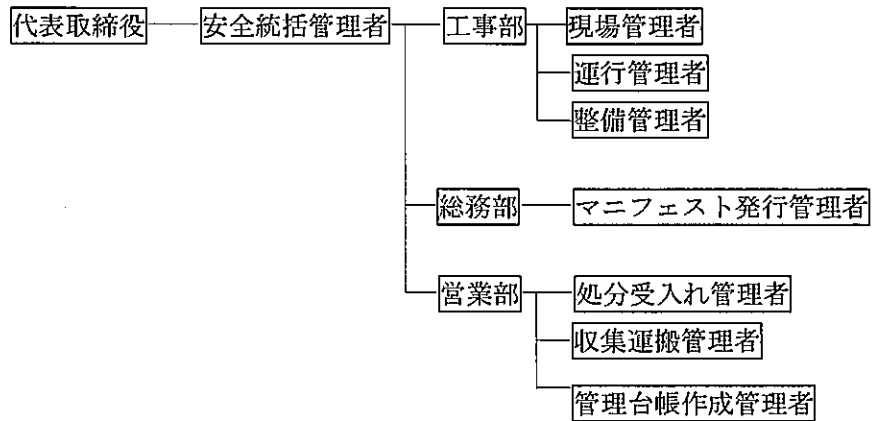 代表取締役 安全統括管理者 工事部 現場管理者
運行管理者
整備管理者
総務部 マニフェスト発行管理者
営業部 処分受入れ管理者
収集運搬管理者
管理台帳作成管理者